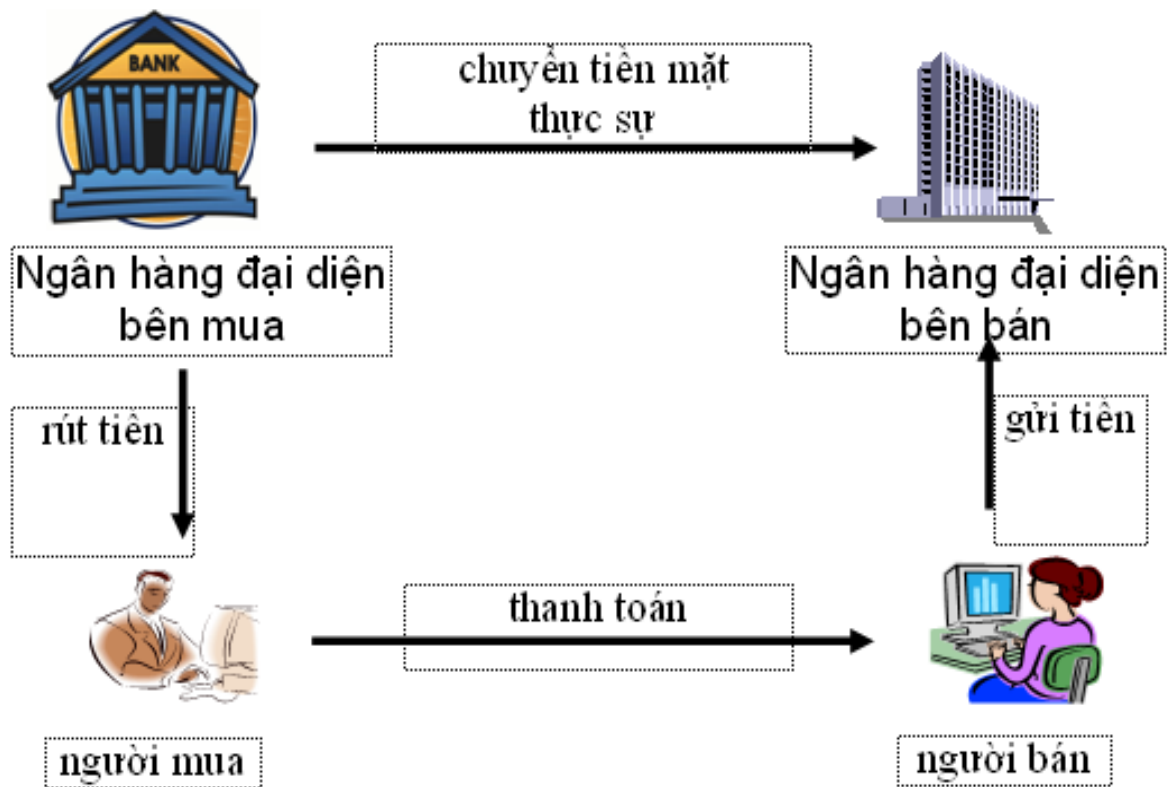 BANK
chuyển tiền mặt
thực sự
Ngân hàng đại diện
bên mua
Ngân hàng đại diện
bên bán
rút tiền
gửi tiền
thanh toán
người mua
người bán